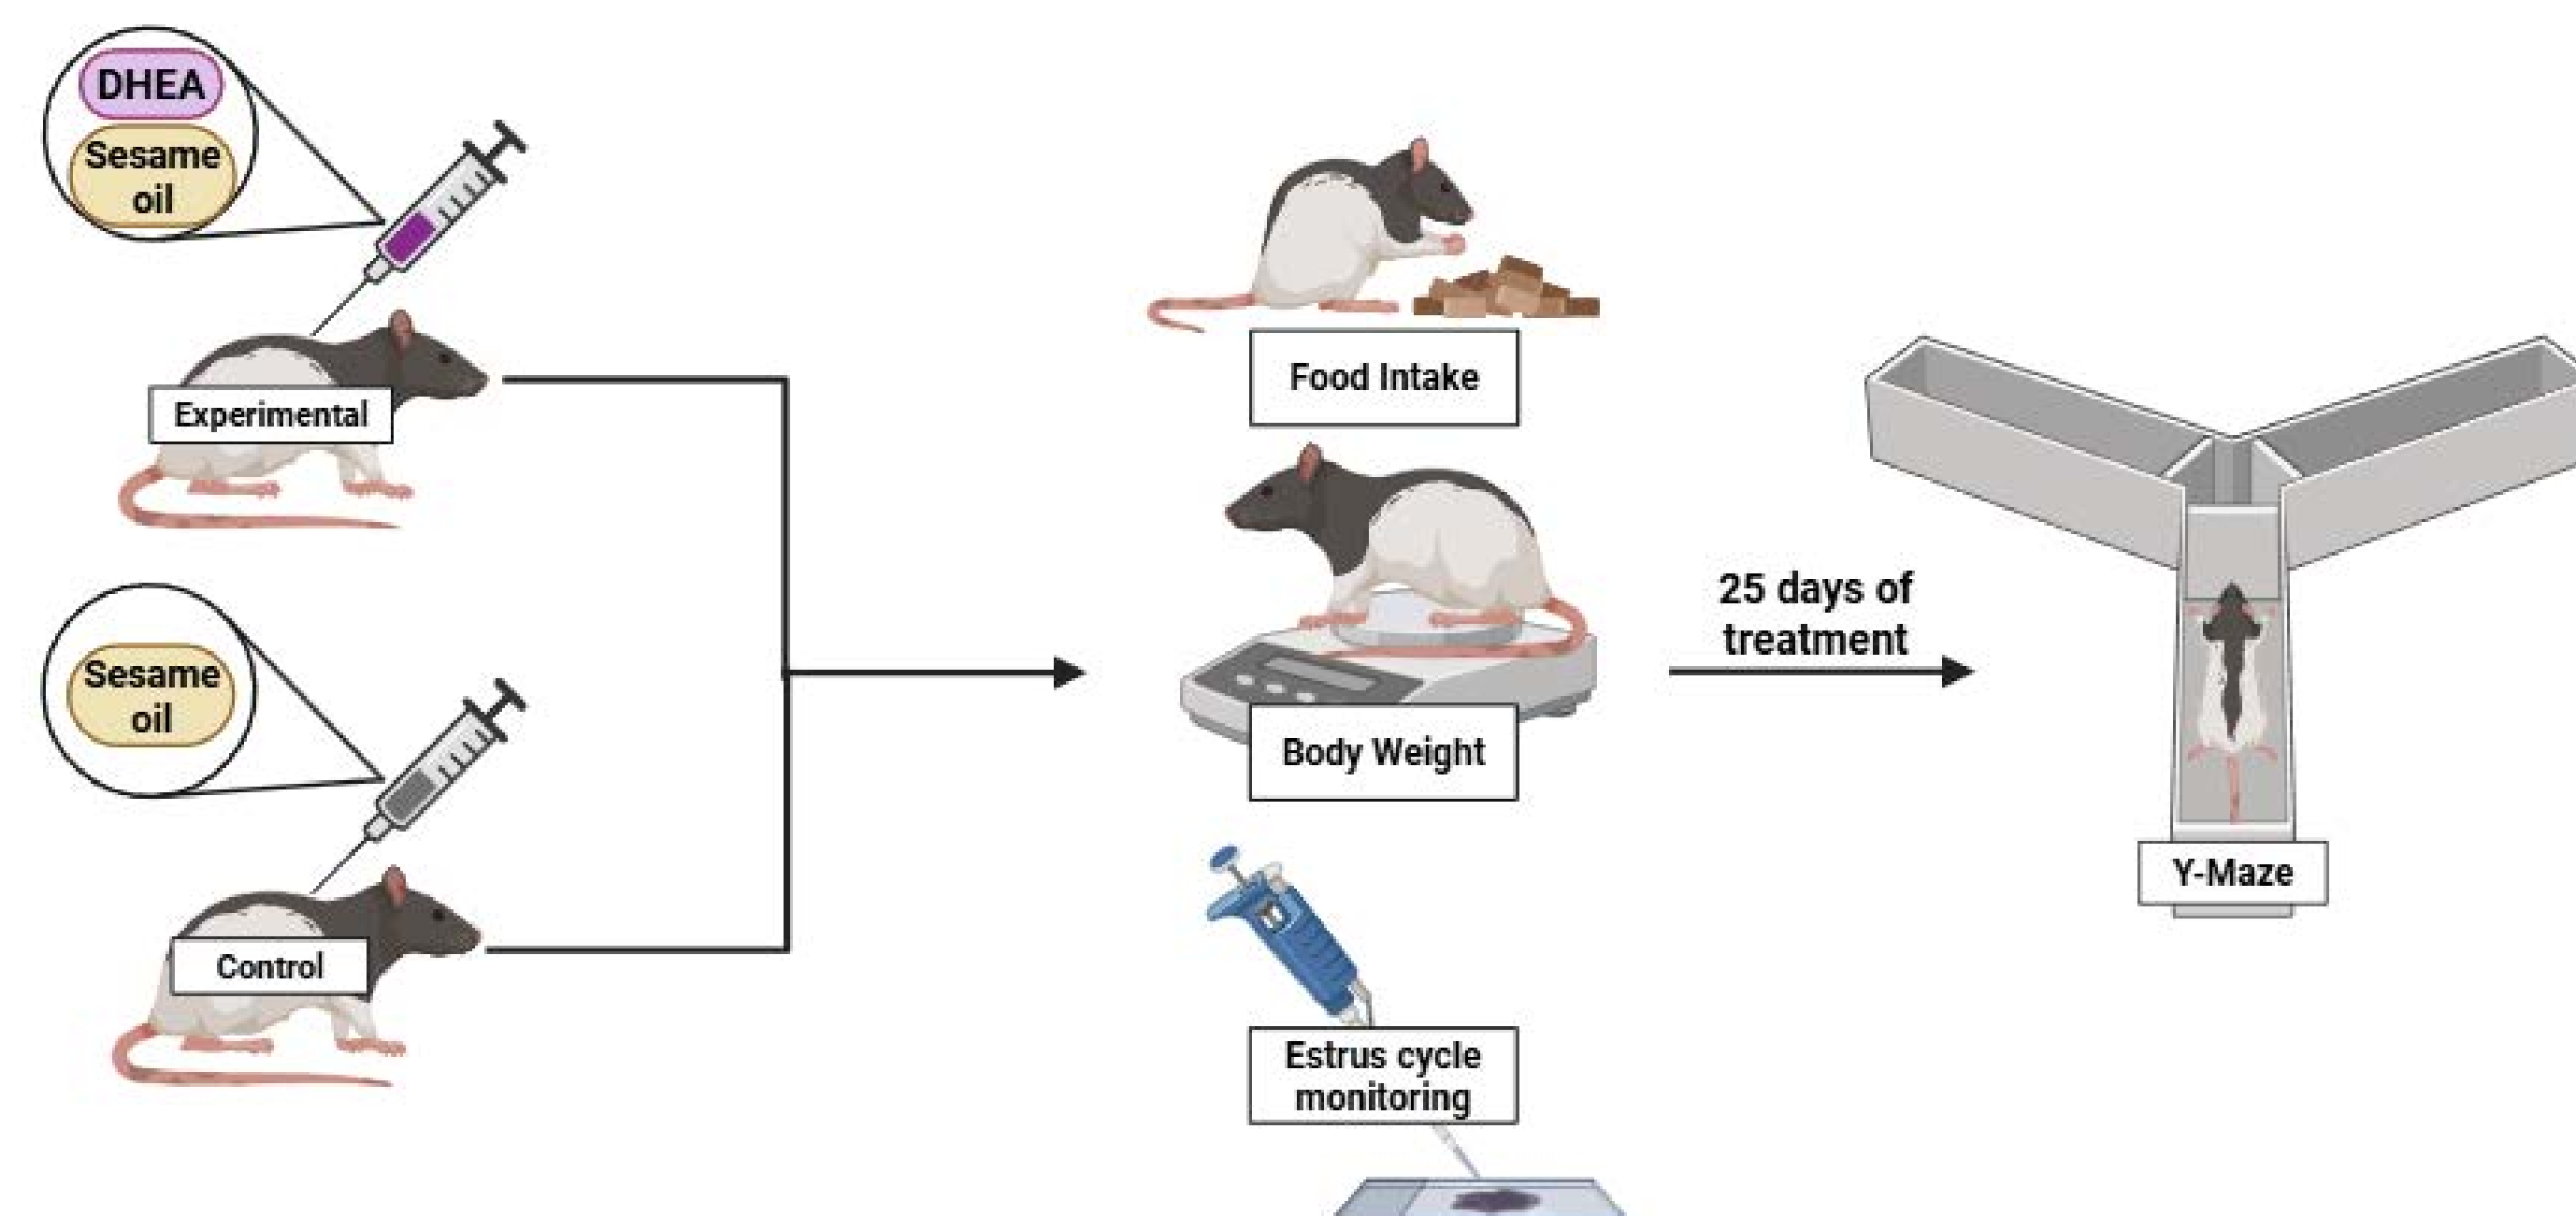 DHEA
Sesame
oil
Experimental
Sesame
oil
Control
Food Intake
Body Weight
Estrus cycle
monitoring
25 days of
treatment
Y-Maze